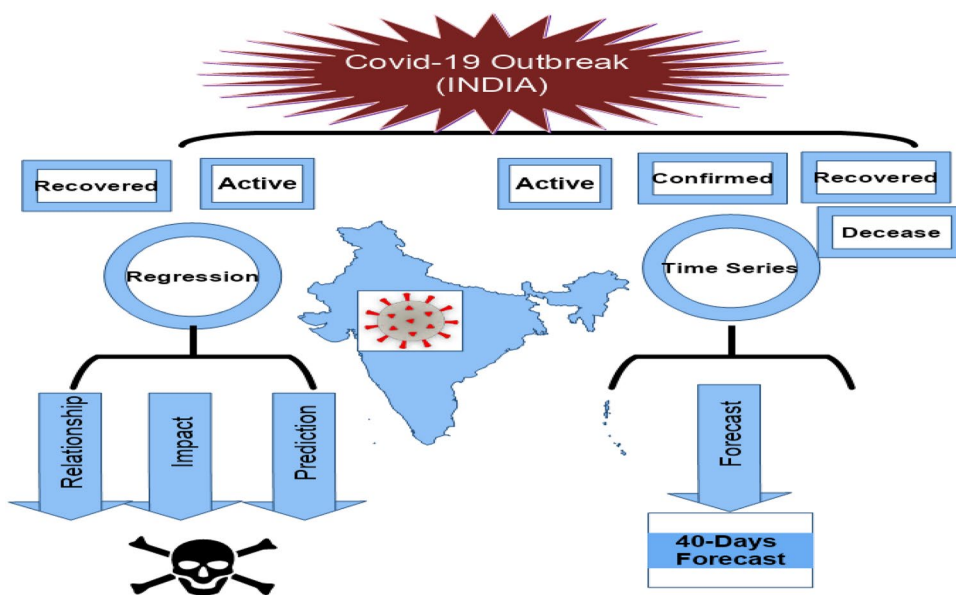 Covid-19 Outbreak
(INDIA)
Recovered
Active
Active
Confirmed
Recovered
Decease
Regression
Time Series
Relationship
Impact
Prediction
Forecast
40-Days
Forecast